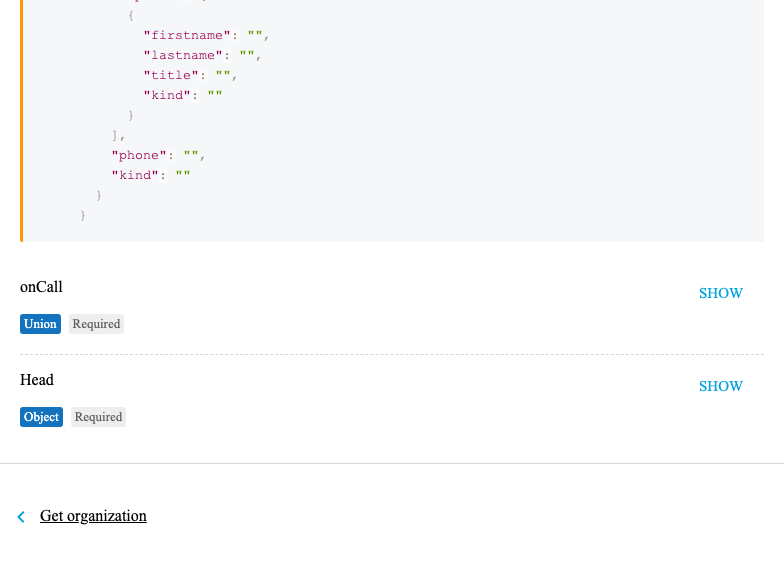 {
"firstname": "",
"lastname": "",
"title": "",
"kind": ""
}
],
"phone": "",
"kind": ""
}
}
onCall
SHOW
Union Required
Head
SHOW
Object Required
Get organization